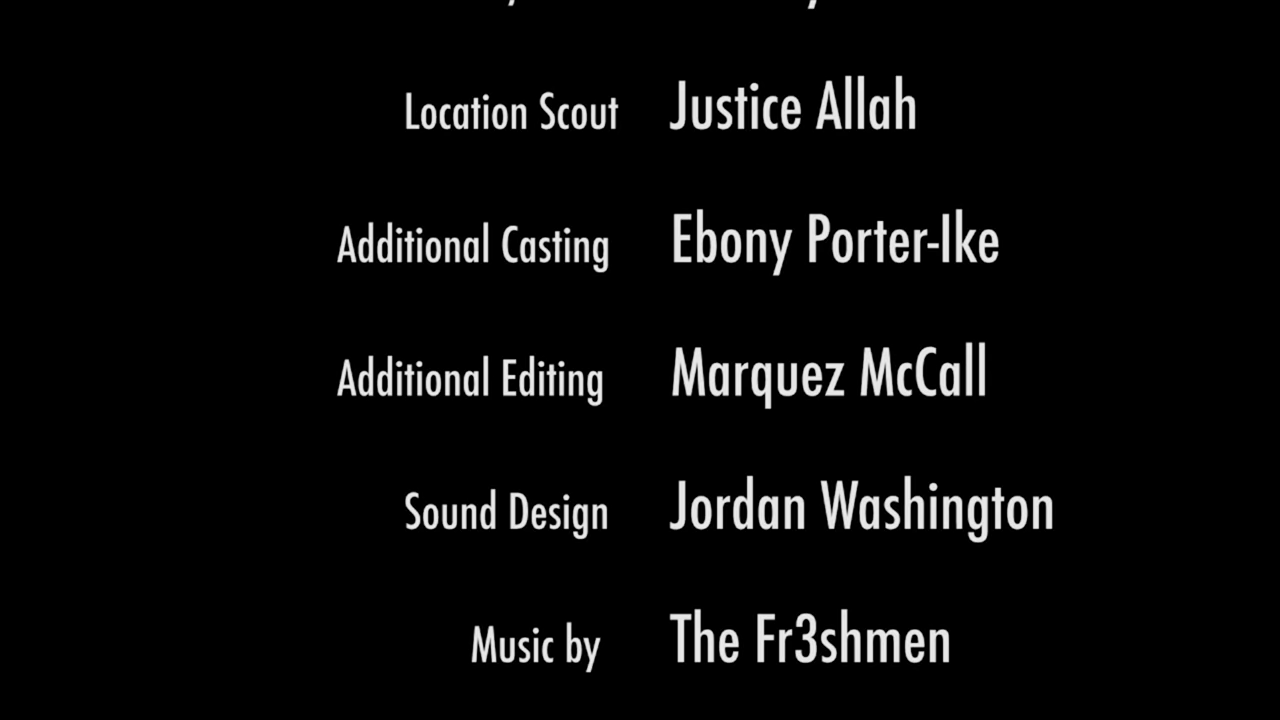 Location Scout Justice Allah
Additional Casting Ebony Porter-Ike
Additional Editing Marquez McCall
Sound Design Jordan Washington
Music by The Fr3shmen